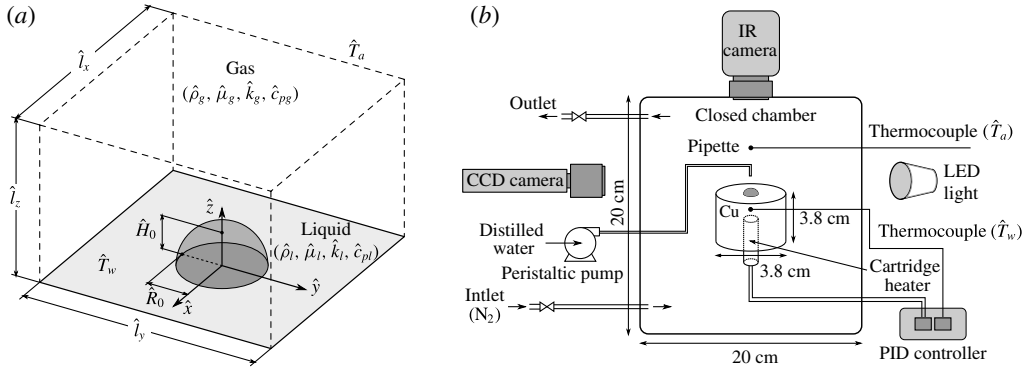 (a)
l̂x
T̂a
Gas
(ρ̂g, μ̂g, k̂g, ĉpg)
l̂z
ẑ
Ĥ0
Liquid
(ρ̂l, μ̂l, k̂l, ĉpl)
T̂w
R̂0
x̂
ŷ
l̂y
(b)
IR
camera
Outlet
Closed chamber
Thermocouple (T̂a)
Pipette
CCD camera
LED
light
20 cm
Cu
3.8 cm
Distilled
water
Thermocouple (T̂w)
Peristaltic pump
3.8 cm
Cartridge
heater
Intlet
(N2)
PID controller
20 cm